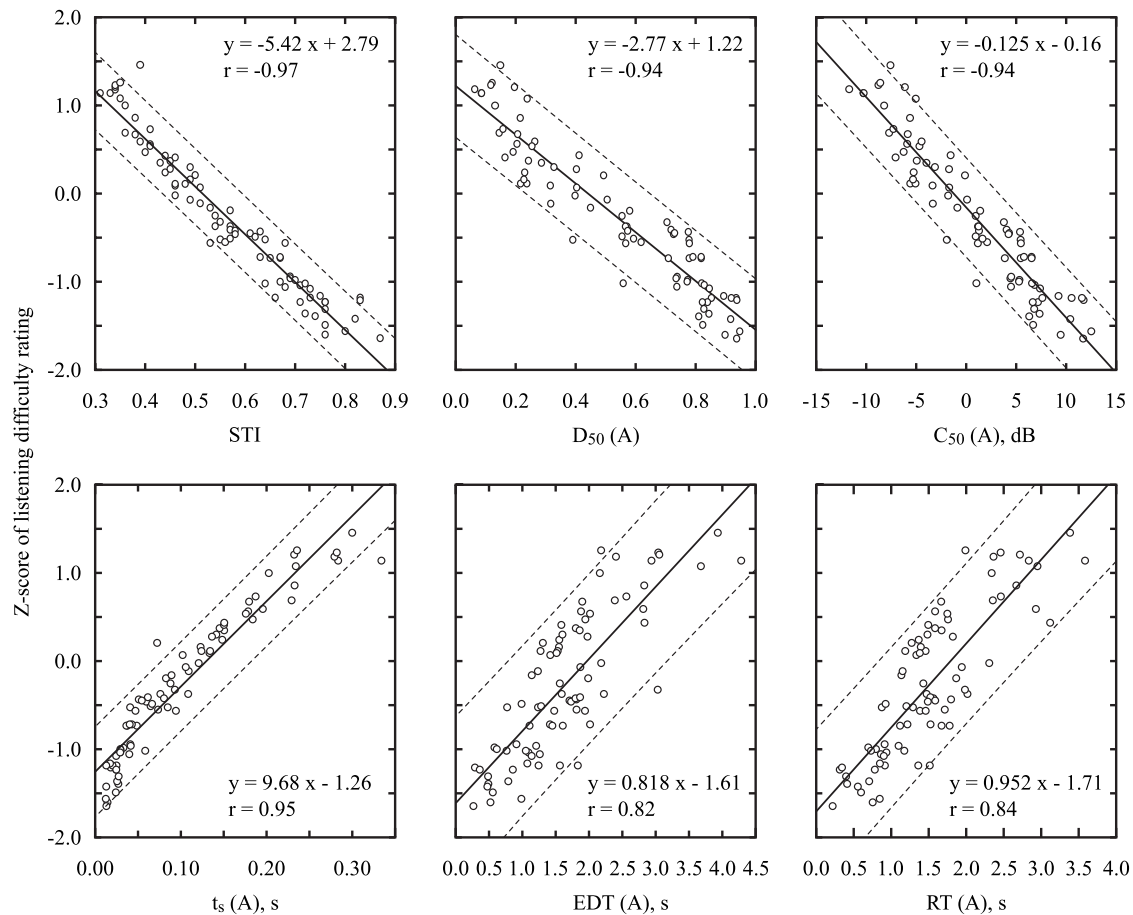 Z-score of listening difficulty rating
y = -5.42 x + 2.79
r = -0.97
2.0
1.0
0.0
-1.0
-2.0
0.3 0.4 0.5 0.6 0.7 0.8 0.9
STI
y = -2.77 x + 1.22
r = -0.94
0.0 0.2 0.4 0.6 0.8 1.0
D50 (A)
y = -0.125 x - 0.16
r = -0.94
-15 -10 -5 0 5 10 15
C50 (A), dB
2.0
1.0
0.0
-1.0
-2.0
y = 9.68 x - 1.26
r = 0.95
0.00 0.10 0.20 0.30
ts (A), s
y = 0.818 x - 1.61
r = 0.82
0.0 0.5 1.0 1.5 2.0 2.5 3.0 3.5 4.0 4.5
EDT (A), s
y = 0.952 x - 1.71
r = 0.84
0.0 0.5 1.0 1.5 2.0 2.5 3.0 3.5 4.0
RT (A), s